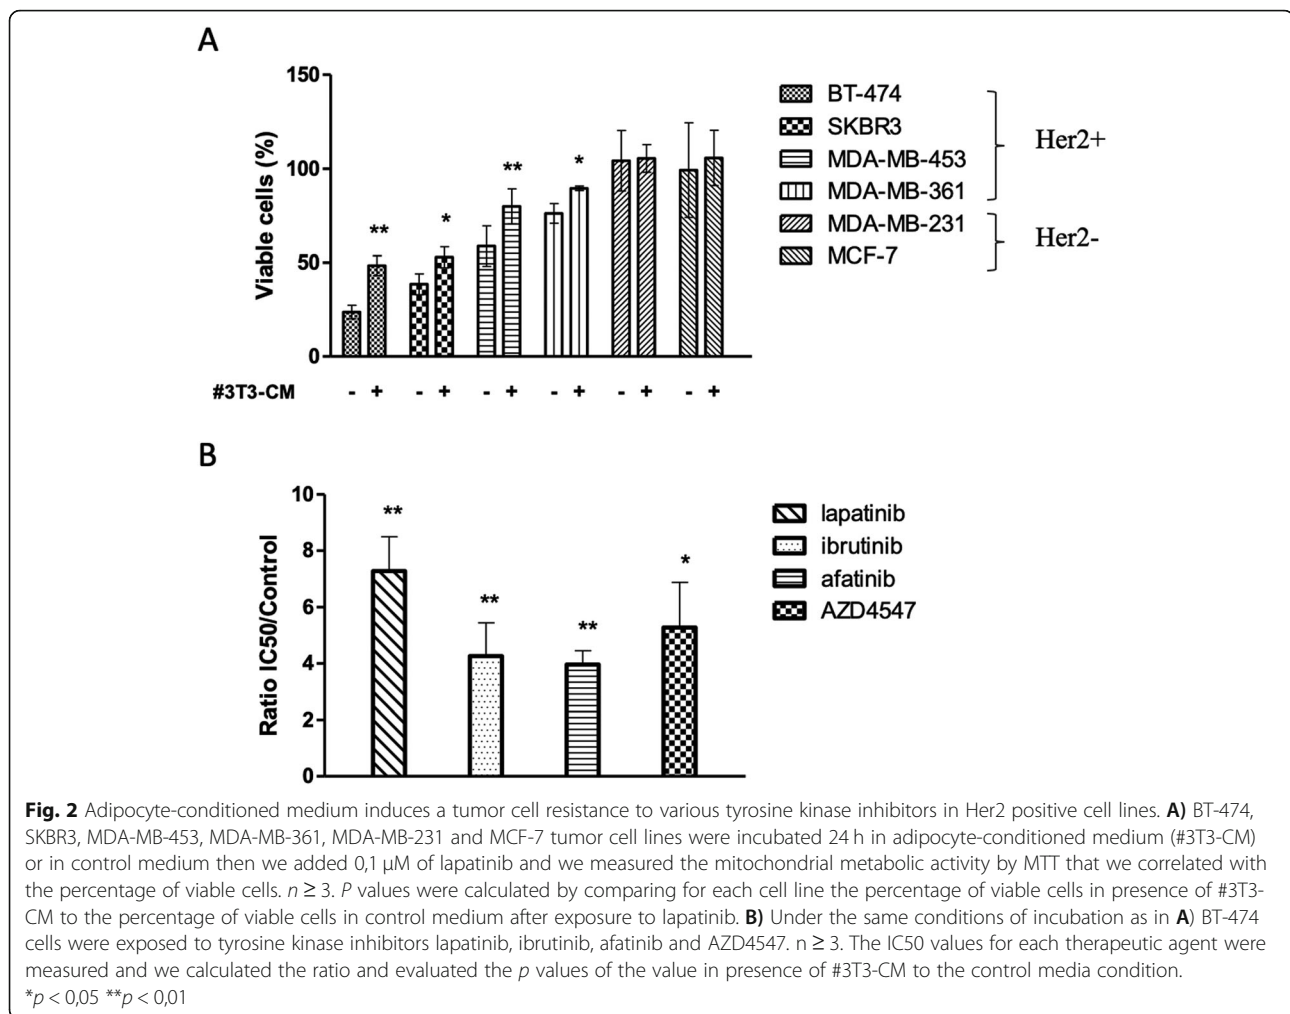 A
150
100
50
0
Viable cells (%)
** * ** *
BT-474
SKBR3
MDA-MB-453
MDA-MB-361
MDA-MB-231
MCF-7
Her2+
Her2-
#3T3-CM - + - + - + - + - + - +
B
10
8
6
4
2
0
Ratio IC50/Control
** ** ** *
lapatinib
ibrutinib
afatinib
AZD4547
Fig. 2 Adipocyte-conditioned medium induces a tumor cell resistance to various tyrosine kinase inhibitors in Her2 positive cell lines. A) BT-474,
SKBR3, MDA-MB-453, MDA-MB-361, MDA-MB-231 and MCF-7 tumor cell lines were incubated 24 h in adipocyte-conditioned medium (#3T3-CM)
or in control medium then we added 0,1 μM of lapatinib and we measured the mitochondrial metabolic activity by MTT that we correlated with
the percentage of viable cells. n ≥ 3. P values were calculated by comparing for each cell line the percentage of viable cells in presence of #3T3-
CM to the percentage of viable cells in control medium after exposure to lapatinib. B) Under the same conditions of incubation as in A) BT-474
cells were exposed to tyrosine kinase inhibitors lapatinib, ibrutinib, afatinib and AZD4547. n ≥ 3. The IC50 values for each therapeutic agent were
measured and we calculated the ratio and evaluated the p values of the value in presence of #3T3-CM to the control media condition.
*p < 0,05 **p < 0,01